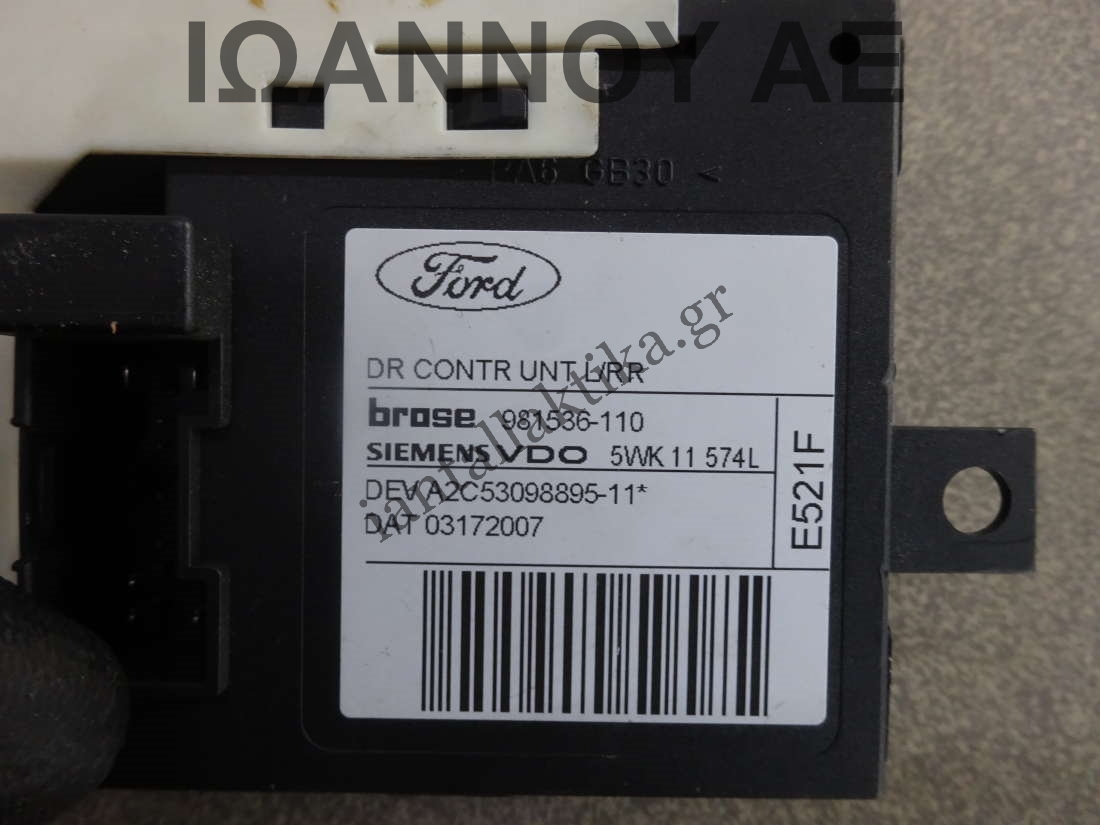 ΙΩΑΝΝΟΥ ΑΕ
PA6 GB30 <
Ford
DR CONTR UNT L/RR
brose 981536-110
SIEMENS VDO 5WK 11 574L
DEV A2C53098895-11*
DAT 03172007
E521F
iantallaktika.gr